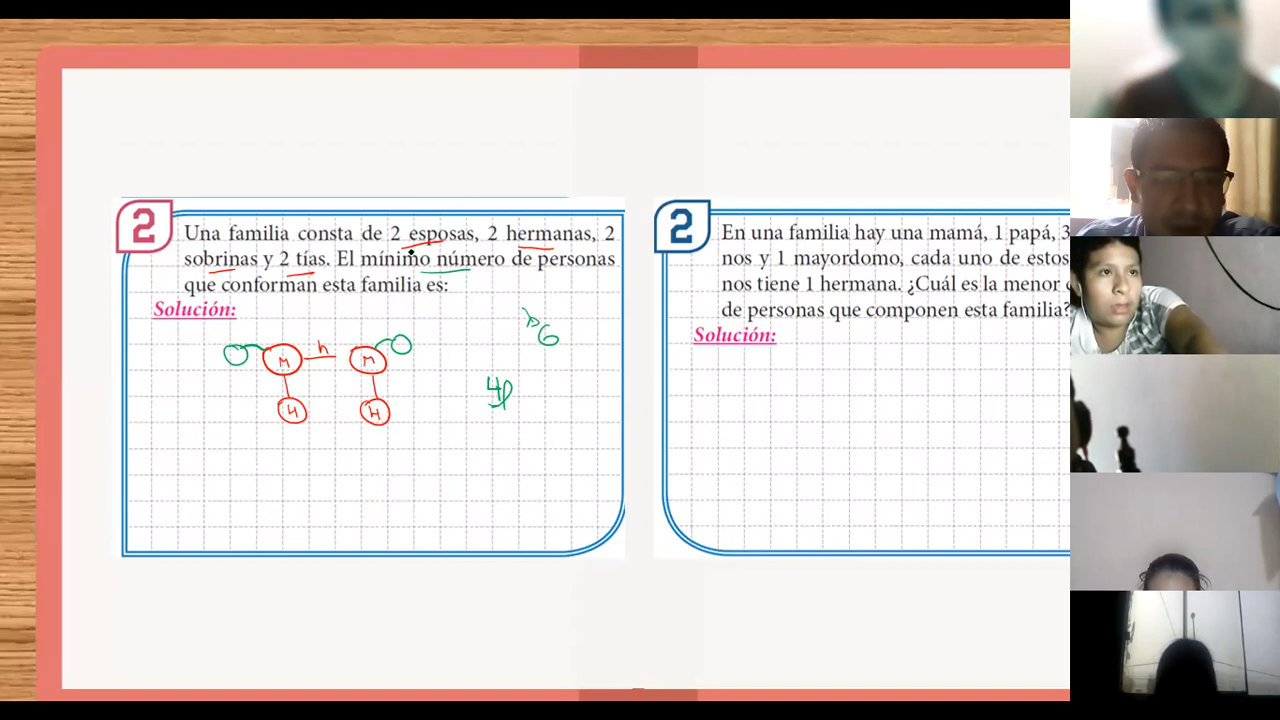 2
Una familia consta de 2 esposas, 2 hermanas, 2
sobrinas y 2 tías. El mínimo número de personas
que conforman esta familia es:
Solución:
h
M
M
H
H
6
4p
2
En una familia hay una mamá, 1 papá, 3
nos y 1 mayordomo, cada uno de estos
nos tiene 1 hermana. ¿Cuál es la menor
de personas que componen esta familia?
Solución: